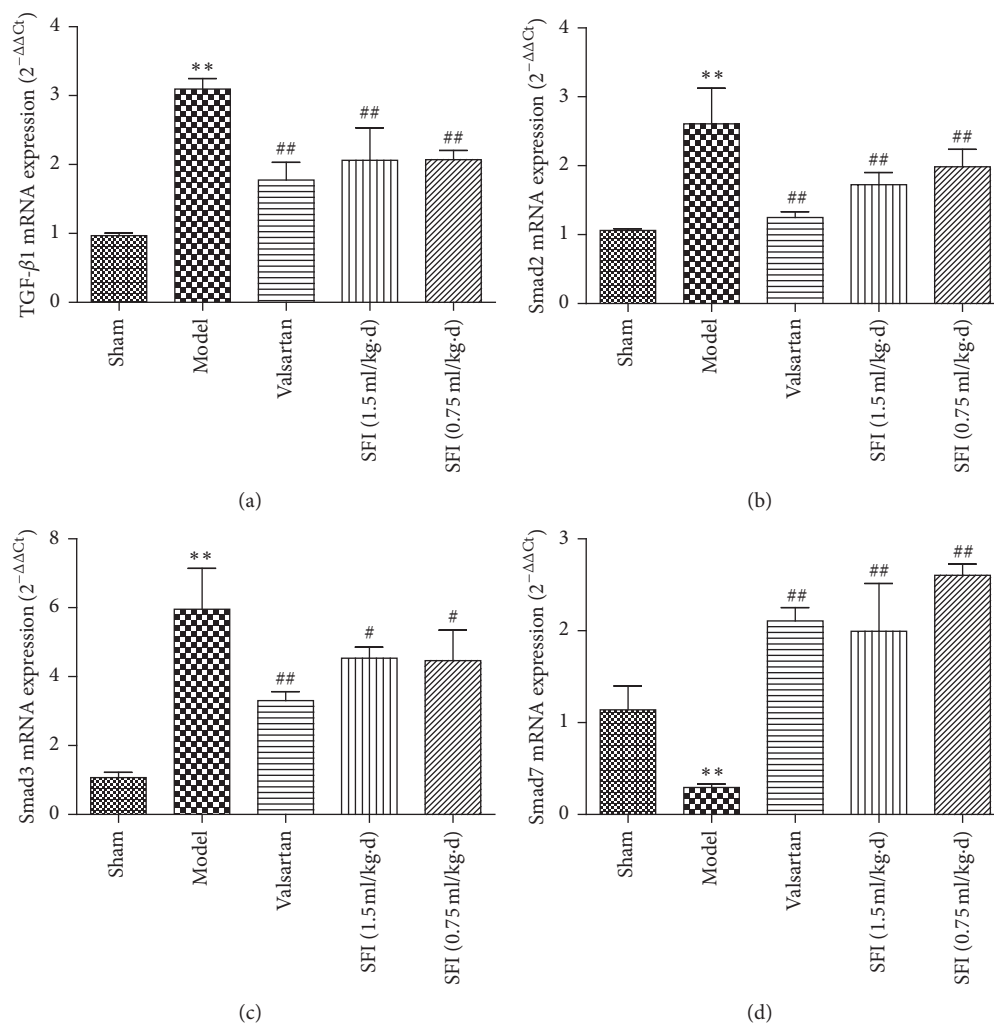 TGF-β1 mRNA expression (2^−ΔΔCt)
4
3
2
1
0
**
##
##
##
Sham
Model
Valsartan
SFI (1.5 ml/kg·d)
SFI (0.75 ml/kg·d)
(a)
Smad2 mRNA expression (2^−ΔΔCt)
4
3
2
1
0
**
##
##
##
Sham
Model
Valsartan
SFI (1.5 ml/kg·d)
SFI (0.75 ml/kg·d)
(b)
Smad3 mRNA expression (2^−ΔΔCt)
8
6
4
2
0
**
##
#
#
Sham
Model
Valsartan
SFI (1.5 ml/kg·d)
SFI (0.75 ml/kg·d)
(c)
Smad7 mRNA expression (2^−ΔΔCt)
3
2
1
0
**
##
##
##
Sham
Model
Valsartan
SFI (1.5 ml/kg·d)
SFI (0.75 ml/kg·d)
(d)